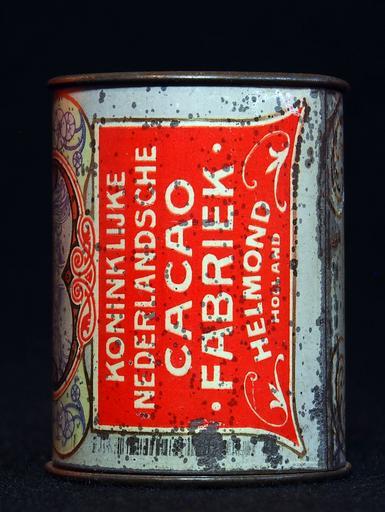 KONINKLIJKE
NEDERLANDSCHE
CACAO
·FABRIEK·
HELMOND
HOLLAND